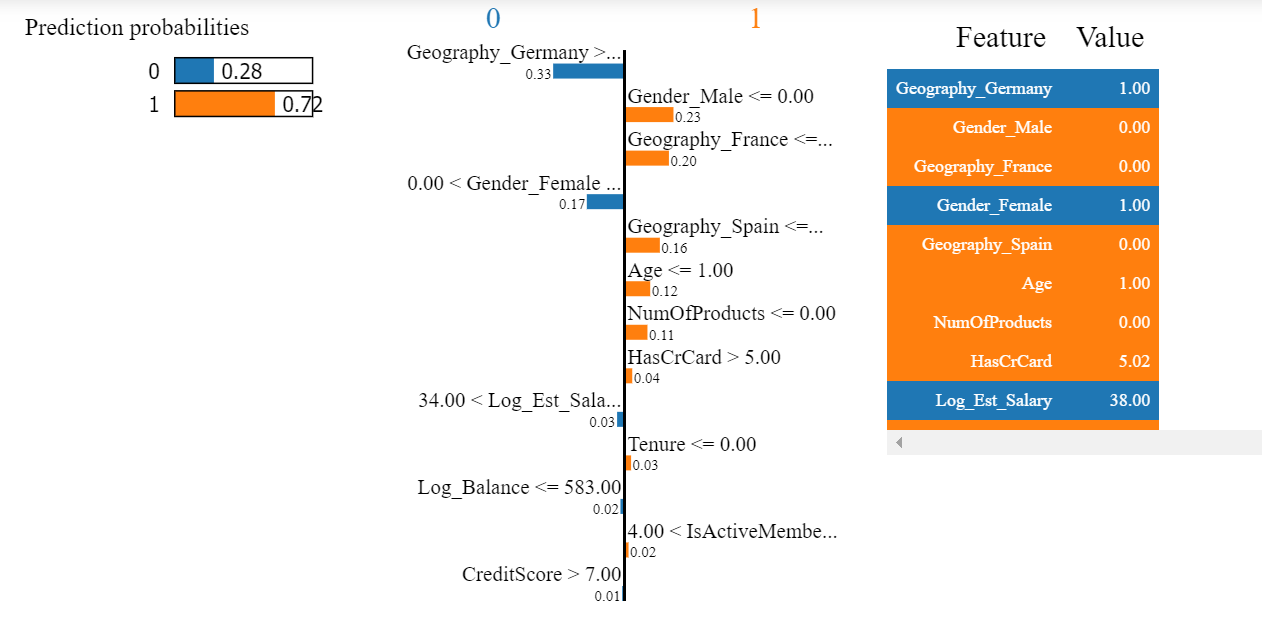 Prediction probabilities
0 0.28
1 0.72
0 1
Geography_Germany >...
0.33
Gender_Male <= 0.00
0.23
Geography_France <=...
0.20
0.00 < Gender_Female ...
0.17
Geography_Spain <=...
0.16
Age <= 1.00
0.12
NumOfProducts <= 0.00
0.11
HasCrCard > 5.00
0.04
34.00 < Log_Est_Sala...
0.03
Tenure <= 0.00
0.03
Log_Balance <= 583.00
0.02
4.00 < IsActiveMembe...
0.02
CreditScore > 7.00
0.01
Feature Value
Geography_Germany 1.00
Gender_Male 0.00
Geography_France 0.00
Gender_Female 1.00
Geography_Spain 0.00
Age 1.00
NumOfProducts 0.00
HasCrCard 5.02
Log_Est_Salary 38.00